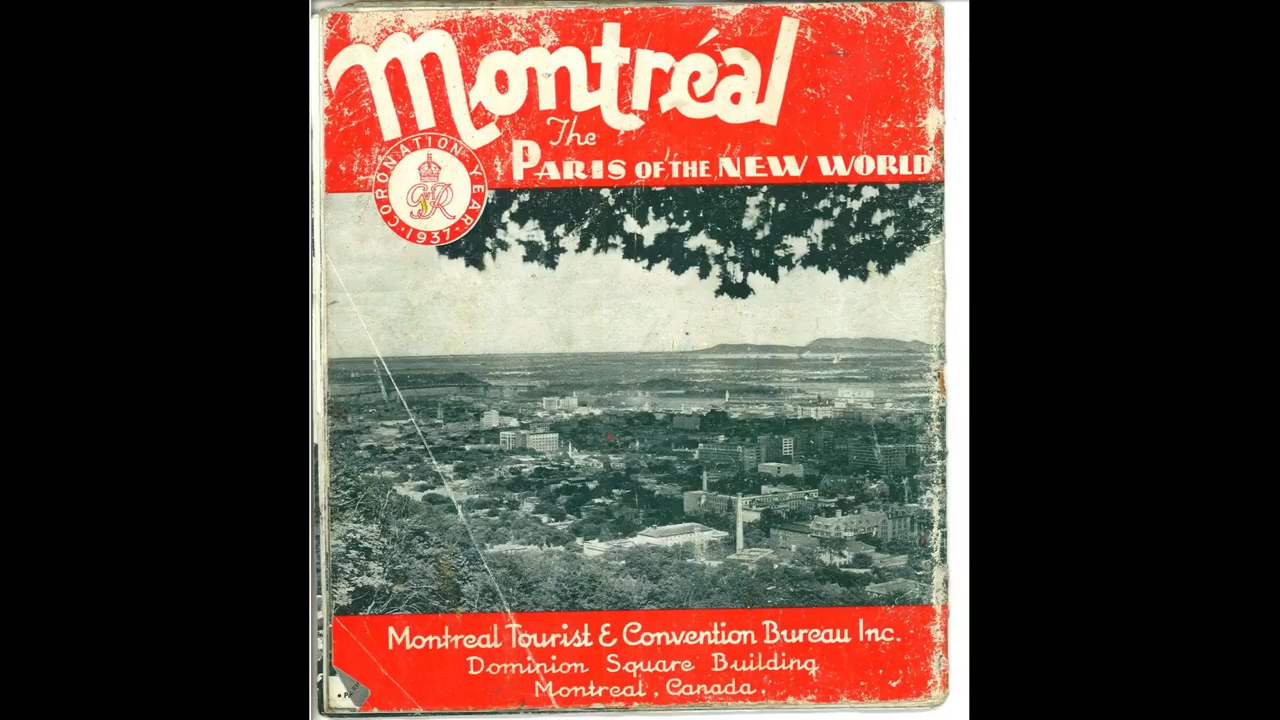 Montréal
The
PARIS OF THE NEW WORLD
CORONATION YEAR
GRVI
· 1937 ·
Montreal Tourist & Convention Bureau Inc.
Dominion Square Building
Montreal, Canada.